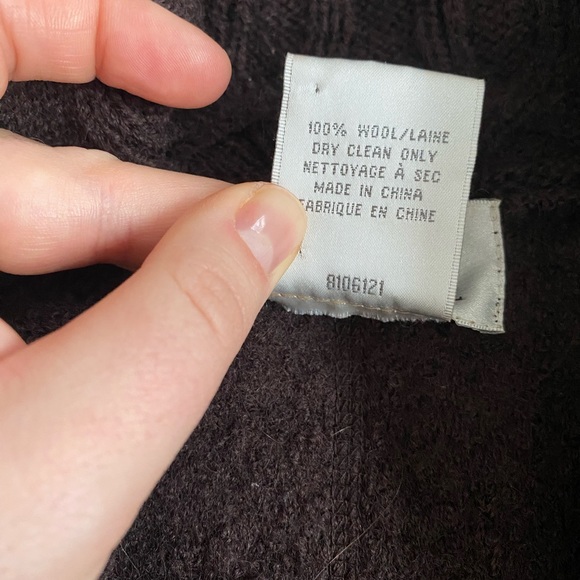 100% WOOL/LAINE
DRY CLEAN ONLY
NETTOYAGE À SEC
MADE IN CHINA
FABRIQUE EN CHINE
8106121